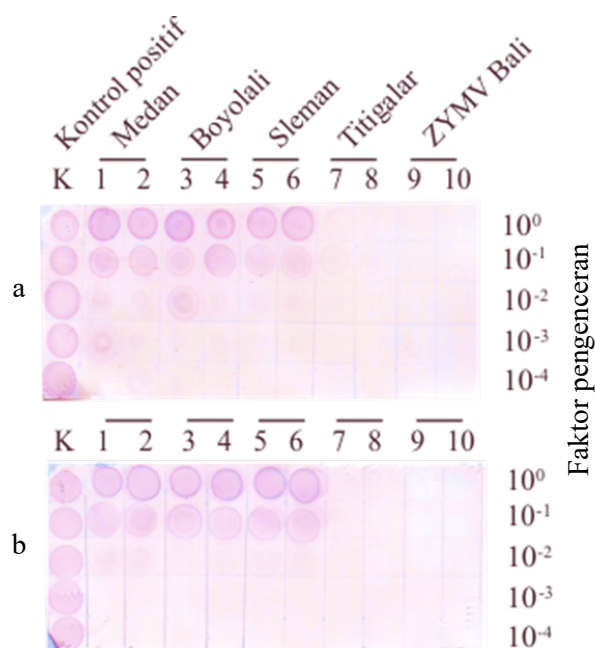 Kontrol positif Medan Boyolali Sleman Titigalar ZYMV Bali
K 1 2 3 4 5 6 7 8 9 10
a
10⁰
10⁻¹
10⁻²
10⁻³
10⁻⁴
Faktor pengenceran
K 1 2 3 4 5 6 7 8 9 10
b
10⁰
10⁻¹
10⁻²
10⁻³
10⁻⁴